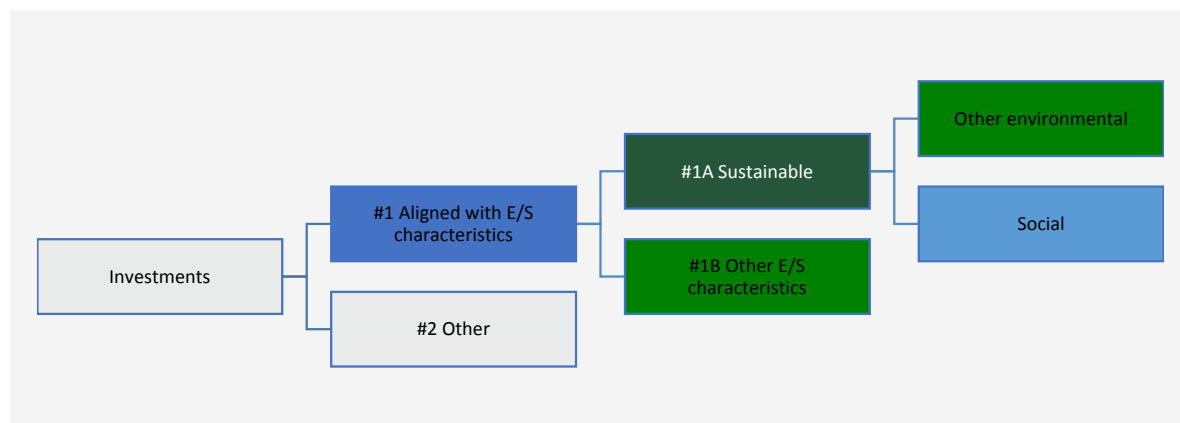 Other environmental
#1A Sustainable
#1 Aligned with E/S
characteristics
Social
Investments
#1B Other E/S
characteristics
#2 Other